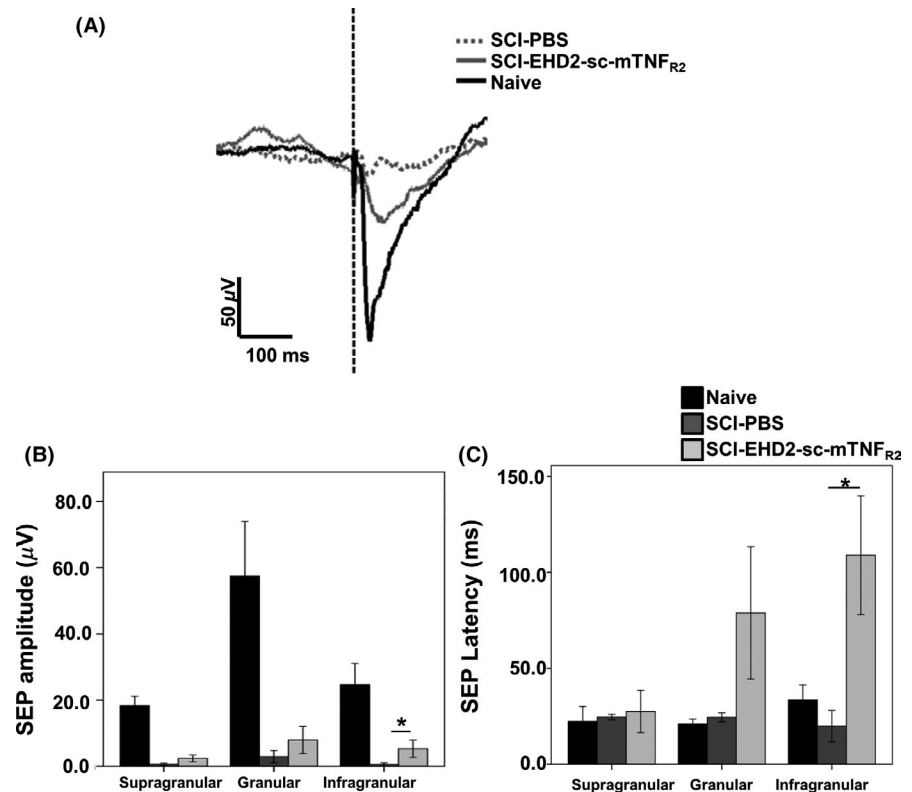 (A)
SCI-PBS
SCI-EHD2-sc-mTNFR2
Naive
50 µV
100 ms
Naive
SCI-PBS
SCI-EHD2-sc-mTNFR2
(B)
SEP amplitude (µV)
80.0
60.0
40.0
20.0
0.0
*
Supragranular Granular Infragranular
(C)
SEP Latency (ms)
150.0
100.0
50.0
0.0
*
Supragranular Granular Infragranular